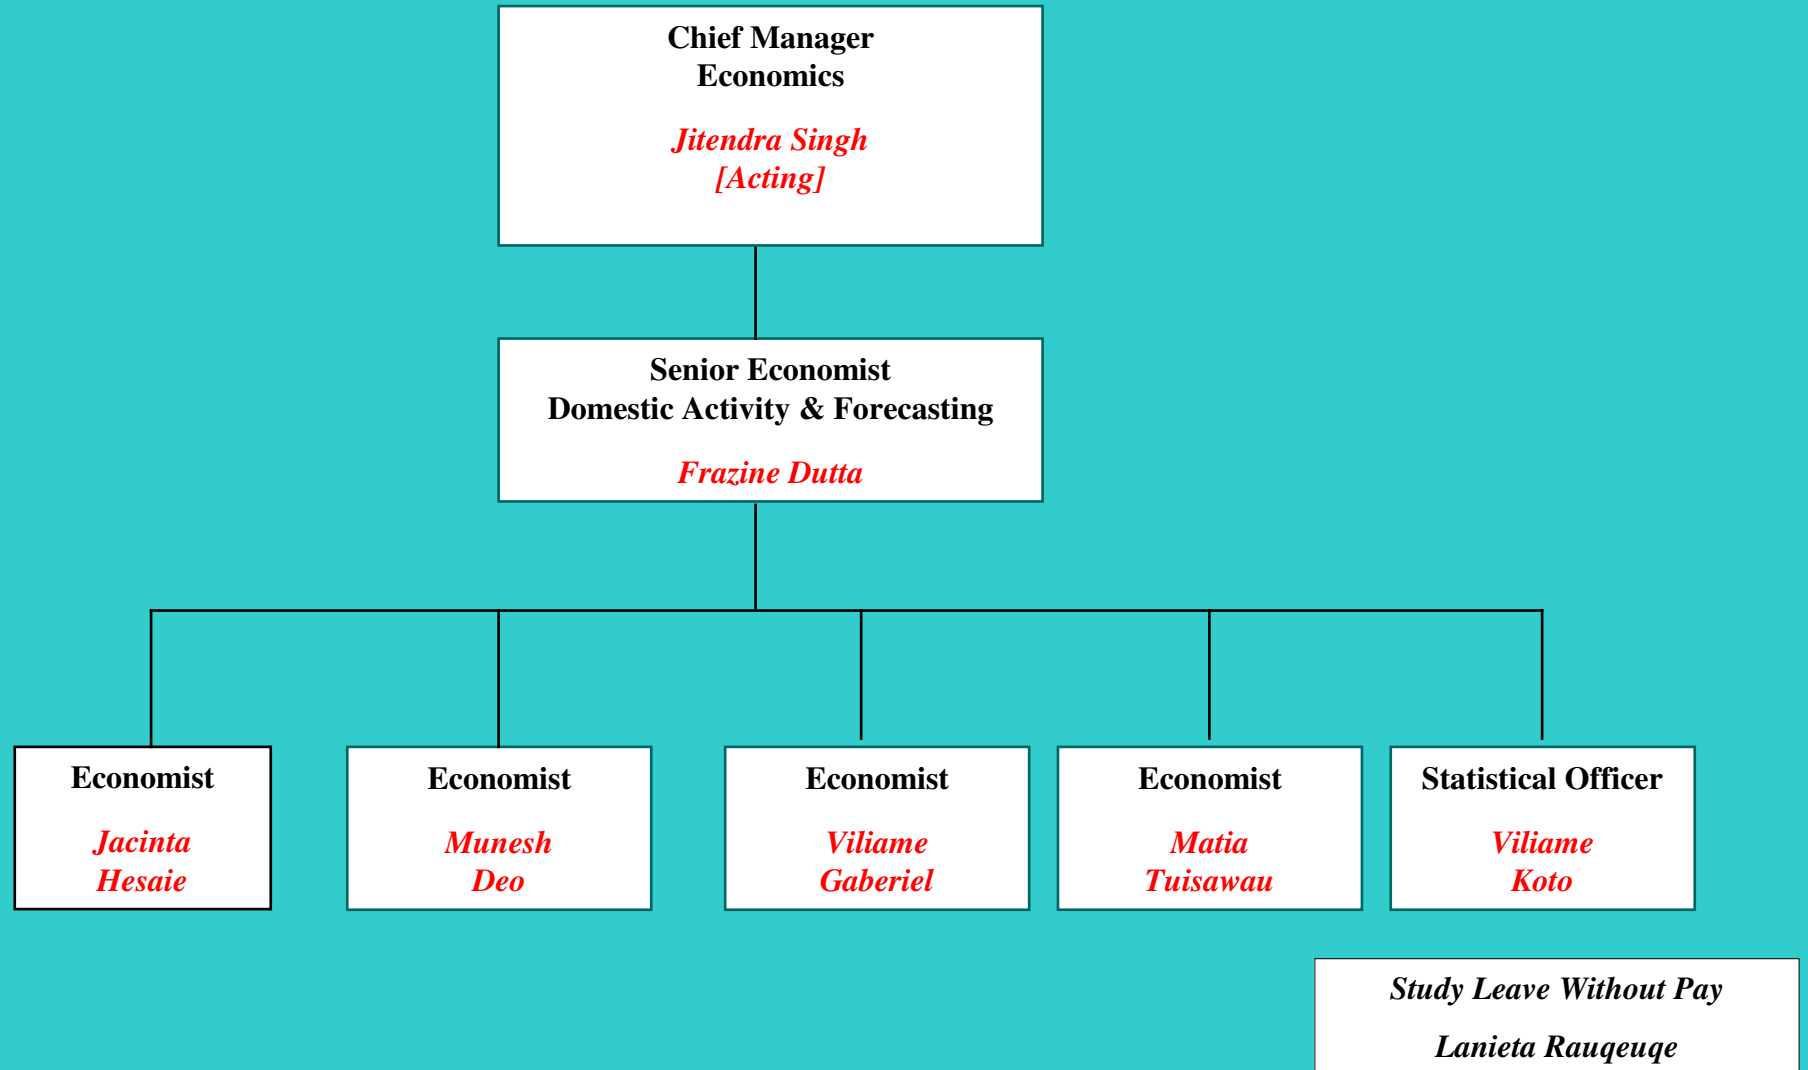 Chief Manager
Economics
Jitendra Singh
[Acting]
Senior Economist
Domestic Activity & Forecasting
Frazine Dutta
Economist
Jacinta
Hesaie
Economist
Munesh
Deo
Economist
Viliame
Gaberiel
Economist
Matia
Tuisawau
Statistical Officer
Viliame
Koto
Study Leave Without Pay
Lanieta Rauqeuqe